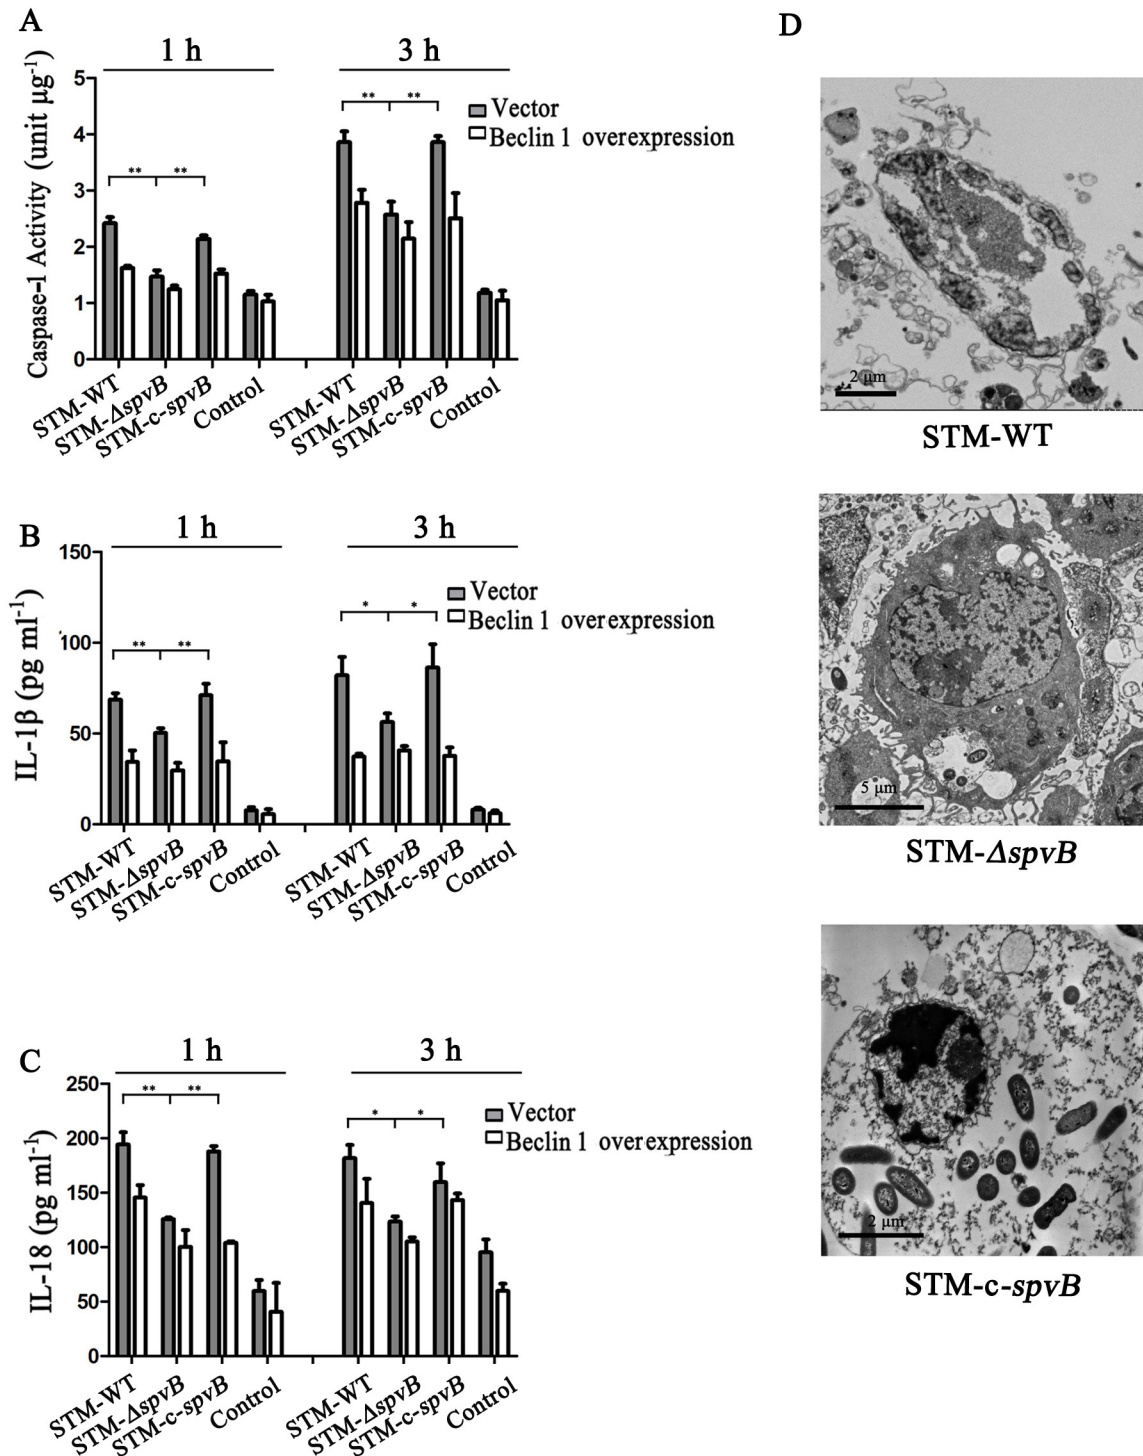 A
1 h
3 h
Caspase-1 Activity (unit µg-1)
5
4
3
2
1
0
** **
** **
Vector
Beclin 1 overexpression
STM-WT
STM-ΔspvB
STM-c-spvB
Control
STM-WT
STM-ΔspvB
STM-c-spvB
Control
B
1 h
3 h
IL-1β (pg ml-1)
150
100
50
0
** **
* *
Vector
Beclin 1 overexpression
STM-WT
STM-ΔspvB
STM-c-spvB
Control
STM-WT
STM-ΔspvB
STM-c-spvB
Control
C
1 h
3 h
IL-18 (pg ml-1)
250
200
150
100
50
0
** **
* *
Vector
Beclin 1 overexpression
STM-WT
STM-ΔspvB
STM-c-spvB
Control
STM-WT
STM-ΔspvB
STM-c-spvB
Control
D
2 µm
STM-WT
5 µm
STM-ΔspvB
2 µm
STM-c-spvB